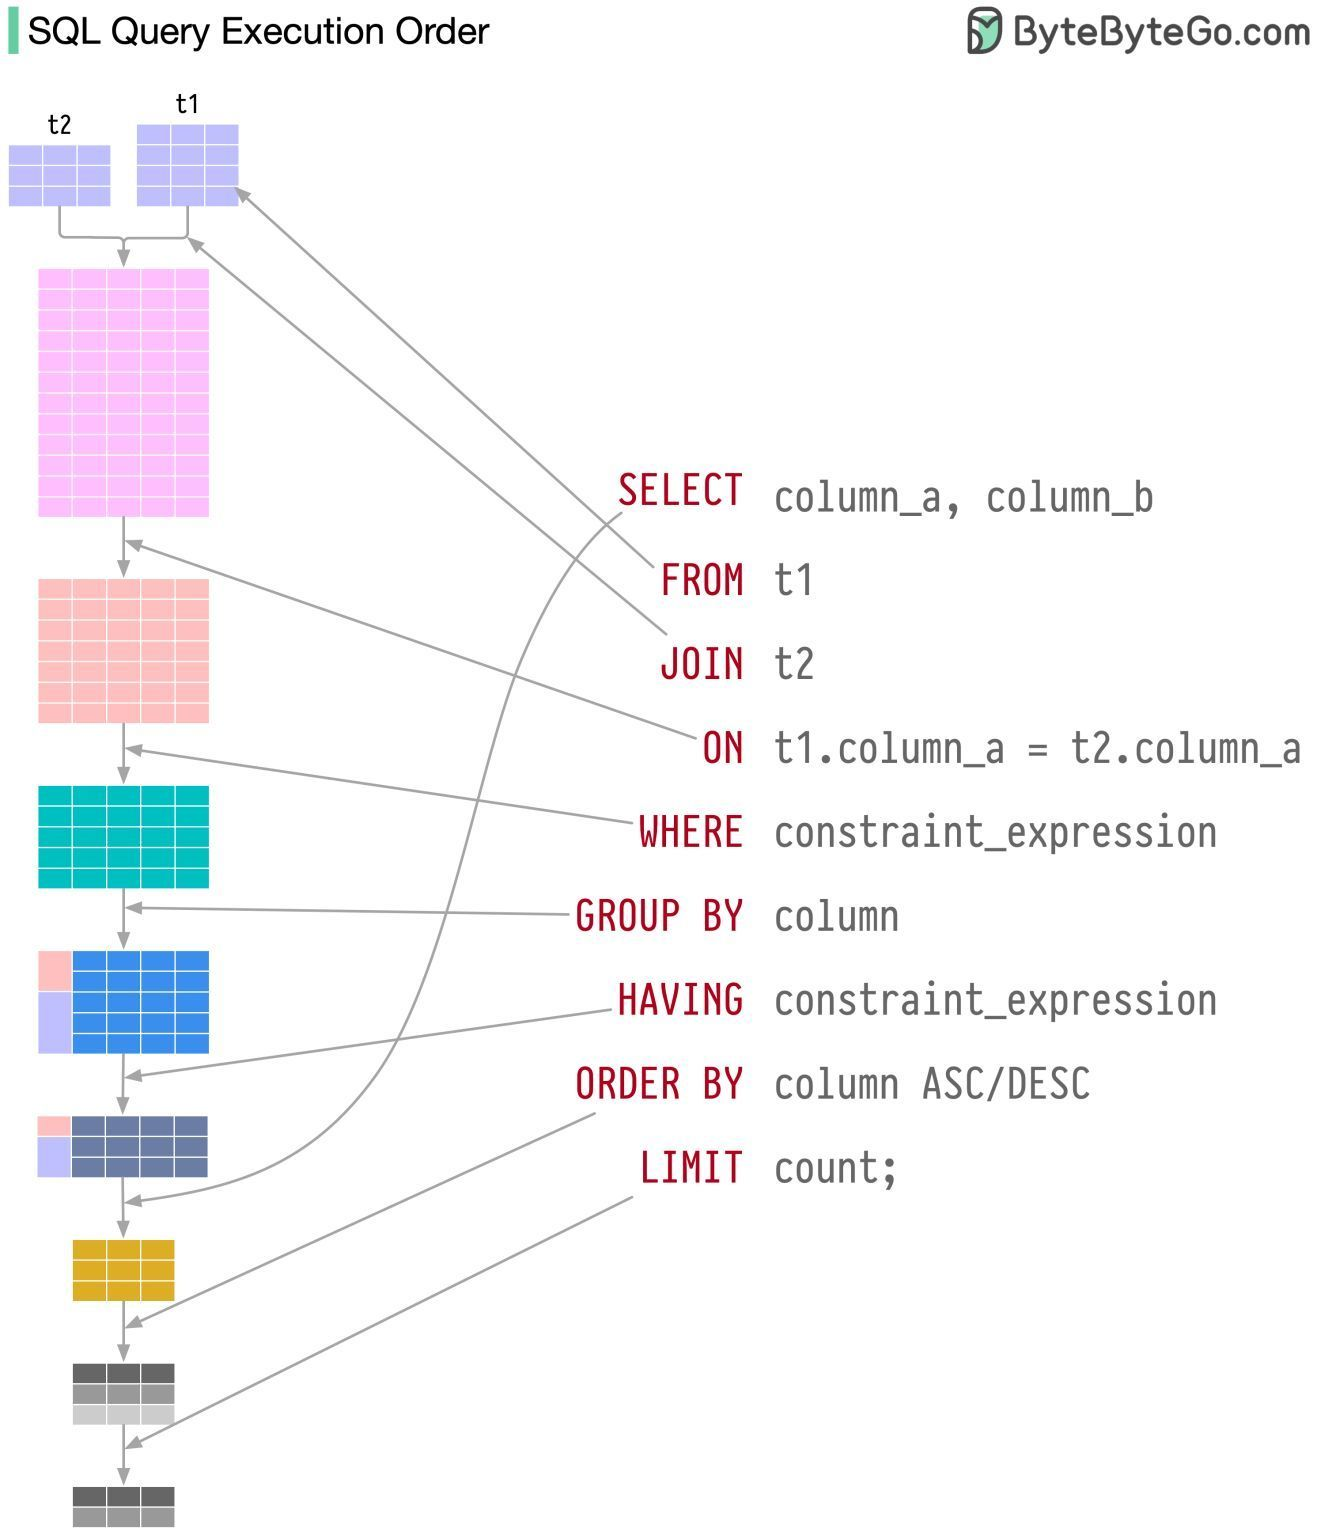 SQL Query Execution Order
ByteByteGo.com
t2
t1
SELECT column_a, column_b
FROM t1
JOIN t2
ON t1.column_a = t2.column_a
WHERE constraint_expression
GROUP BY column
HAVING constraint_expression
ORDER BY column ASC/DESC
LIMIT count;